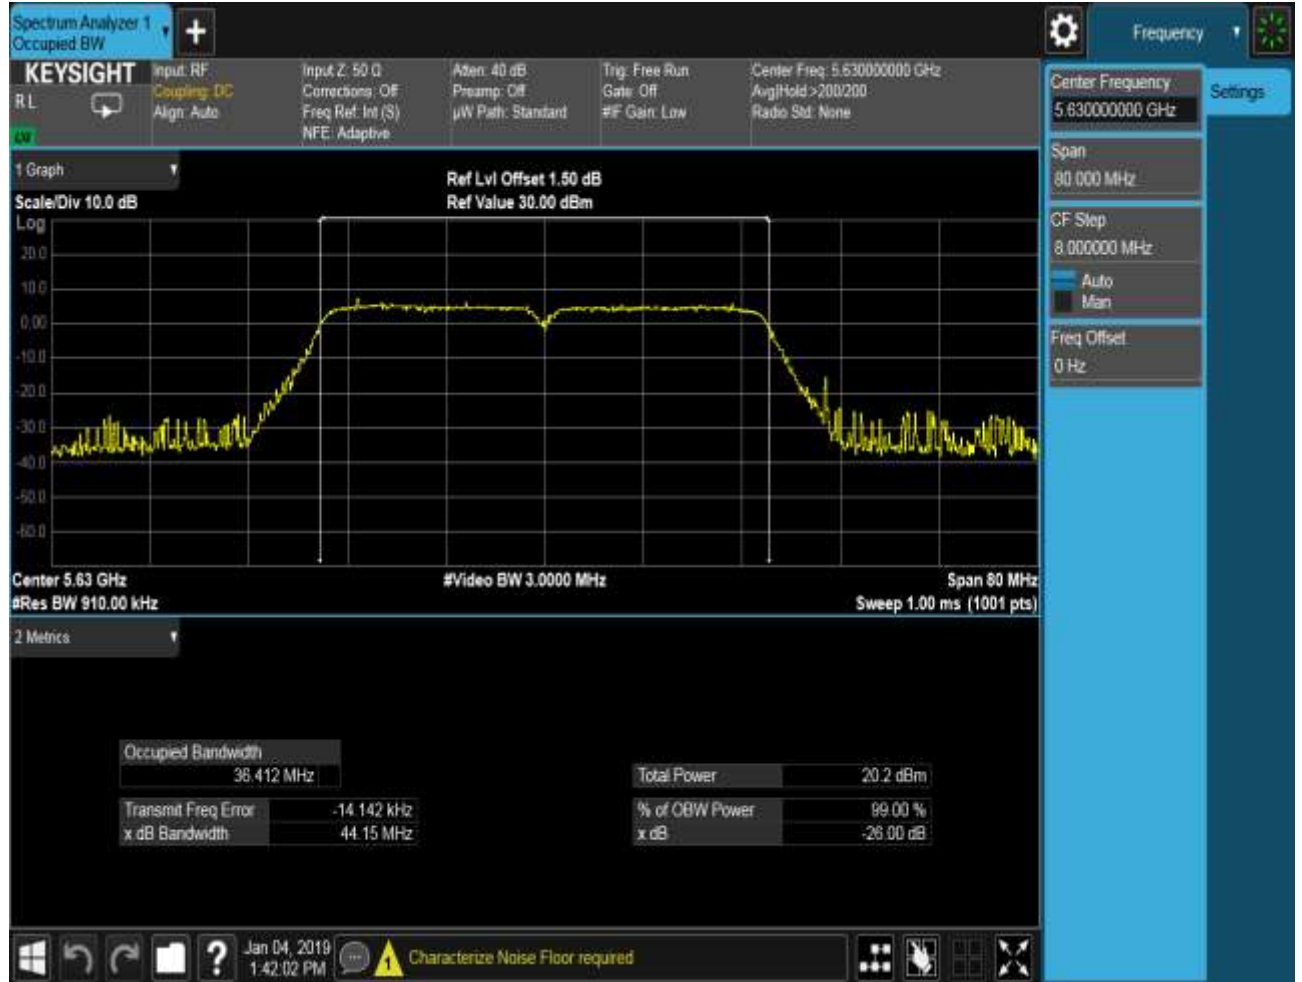 Spectrum Analyzer 1
Occupied BW
Frequency
KEYSIGHT
R L
Input: RF
Coupling: DC
Align: Auto
Input Z: 50 Ω
Corrections: Off
Freq Ref: Int (S)
NFE: Adaptive
Atten: 40 dB
Preamp: Off
µW Path: Standard
Trig: Free Run
Gate: Off
#IF Gain: Low
Center Freq: 5.630000000 GHz
Avg|Hold:>200/200
Radio Std: None
Center Frequency
5.630000000 GHz
Settings
Span
80.000 MHz
CF Step
8.000000 MHz
Auto
Man
Freq Offset
0 Hz
1 Graph
Scale/Div 10.0 dB
Ref Lvl Offset 1.50 dB
Ref Value 30.00 dBm
Log
20.0
10.0
0.00
-10.0
-20.0
-30.0
-40.0
-50.0
-60.0
Center 5.63 GHz
#Video BW 3.0000 MHz
Span 80 MHz
#Res BW 910.00 kHz
Sweep 1.00 ms (1001 pts)
2 Metrics
Occupied Bandwidth
36.412 MHz
Total Power 20.2 dBm
Transmit Freq Error -14.142 kHz
% of OBW Power 99.00 %
x dB Bandwidth 44.15 MHz
x dB -26.00 dB
Jan 04, 2019
1:42:02 PM
1
Characterize Noise Floor required